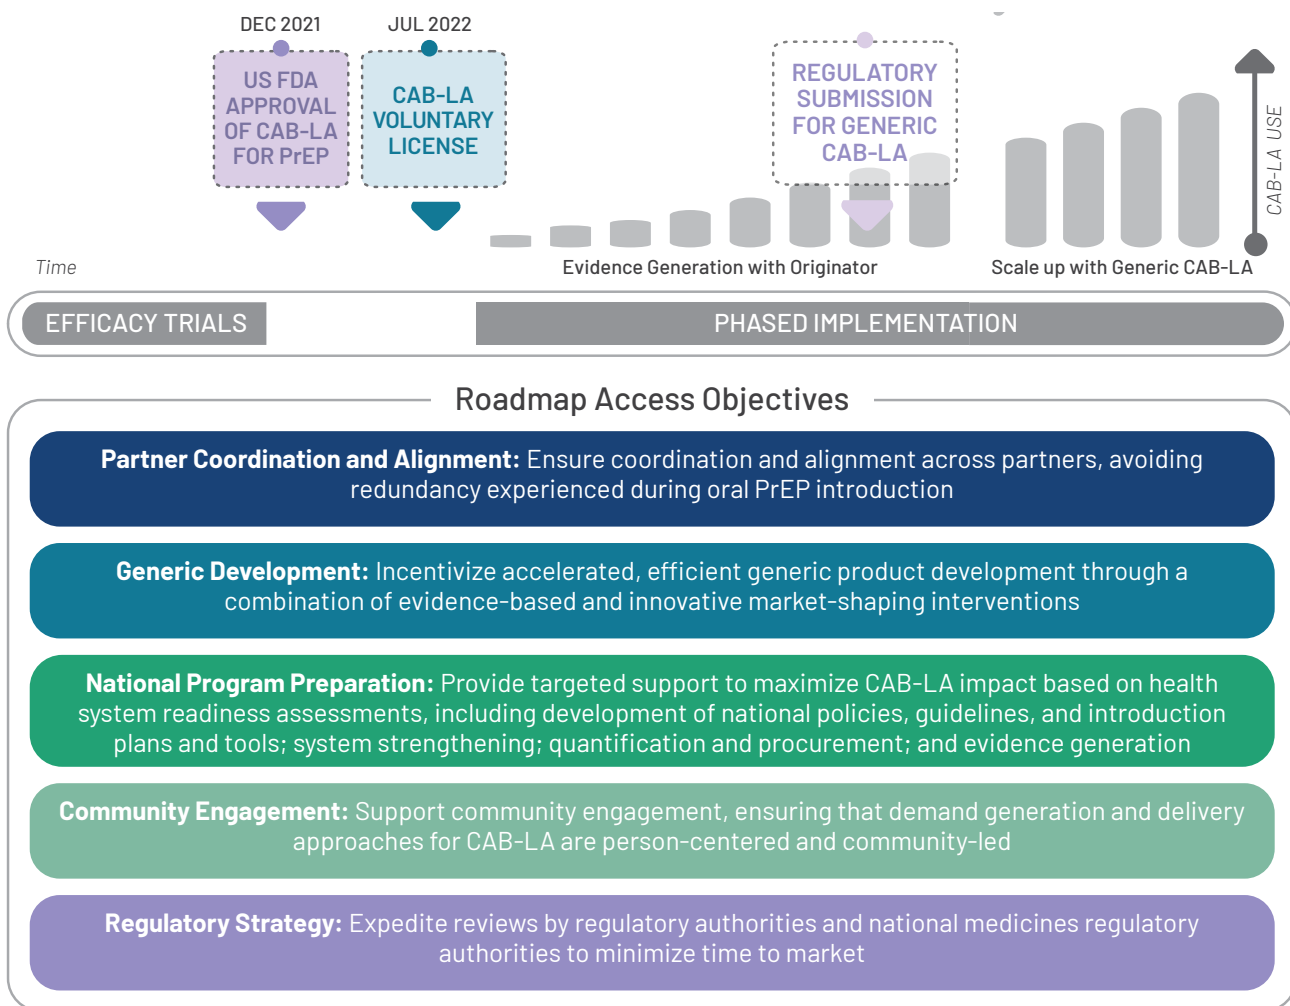 DEC 2021
JUL 2022
US FDA
APPROVAL
OF CAB-LA
FOR PrEP
CAB-LA
VOLUNTARY
LICENSE
REGULATORY
SUBMISSION
FOR GENERIC
CAB-LA
CAB-LA USE
Time
Evidence Generation with Originator
Scale up with Generic CAB-LA
EFFICACY TRIALS
PHASED IMPLEMENTATION
Roadmap Access Objectives
Partner Coordination and Alignment: Ensure coordination and alignment across partners, avoiding
redundancy experienced during oral PrEP introduction
Generic Development: Incentivize accelerated, efficient generic product development through a
combination of evidence-based and innovative market-shaping interventions
National Program Preparation: Provide targeted support to maximize CAB-LA impact based on health
system readiness assessments, including development of national policies, guidelines, and introduction
plans and tools; system strengthening; quantification and procurement; and evidence generation
Community Engagement: Support community engagement, ensuring that demand generation and delivery
approaches for CAB-LA are person-centered and community-led
Regulatory Strategy: Expedite reviews by regulatory authorities and national medicines regulatory
authorities to minimize time to market